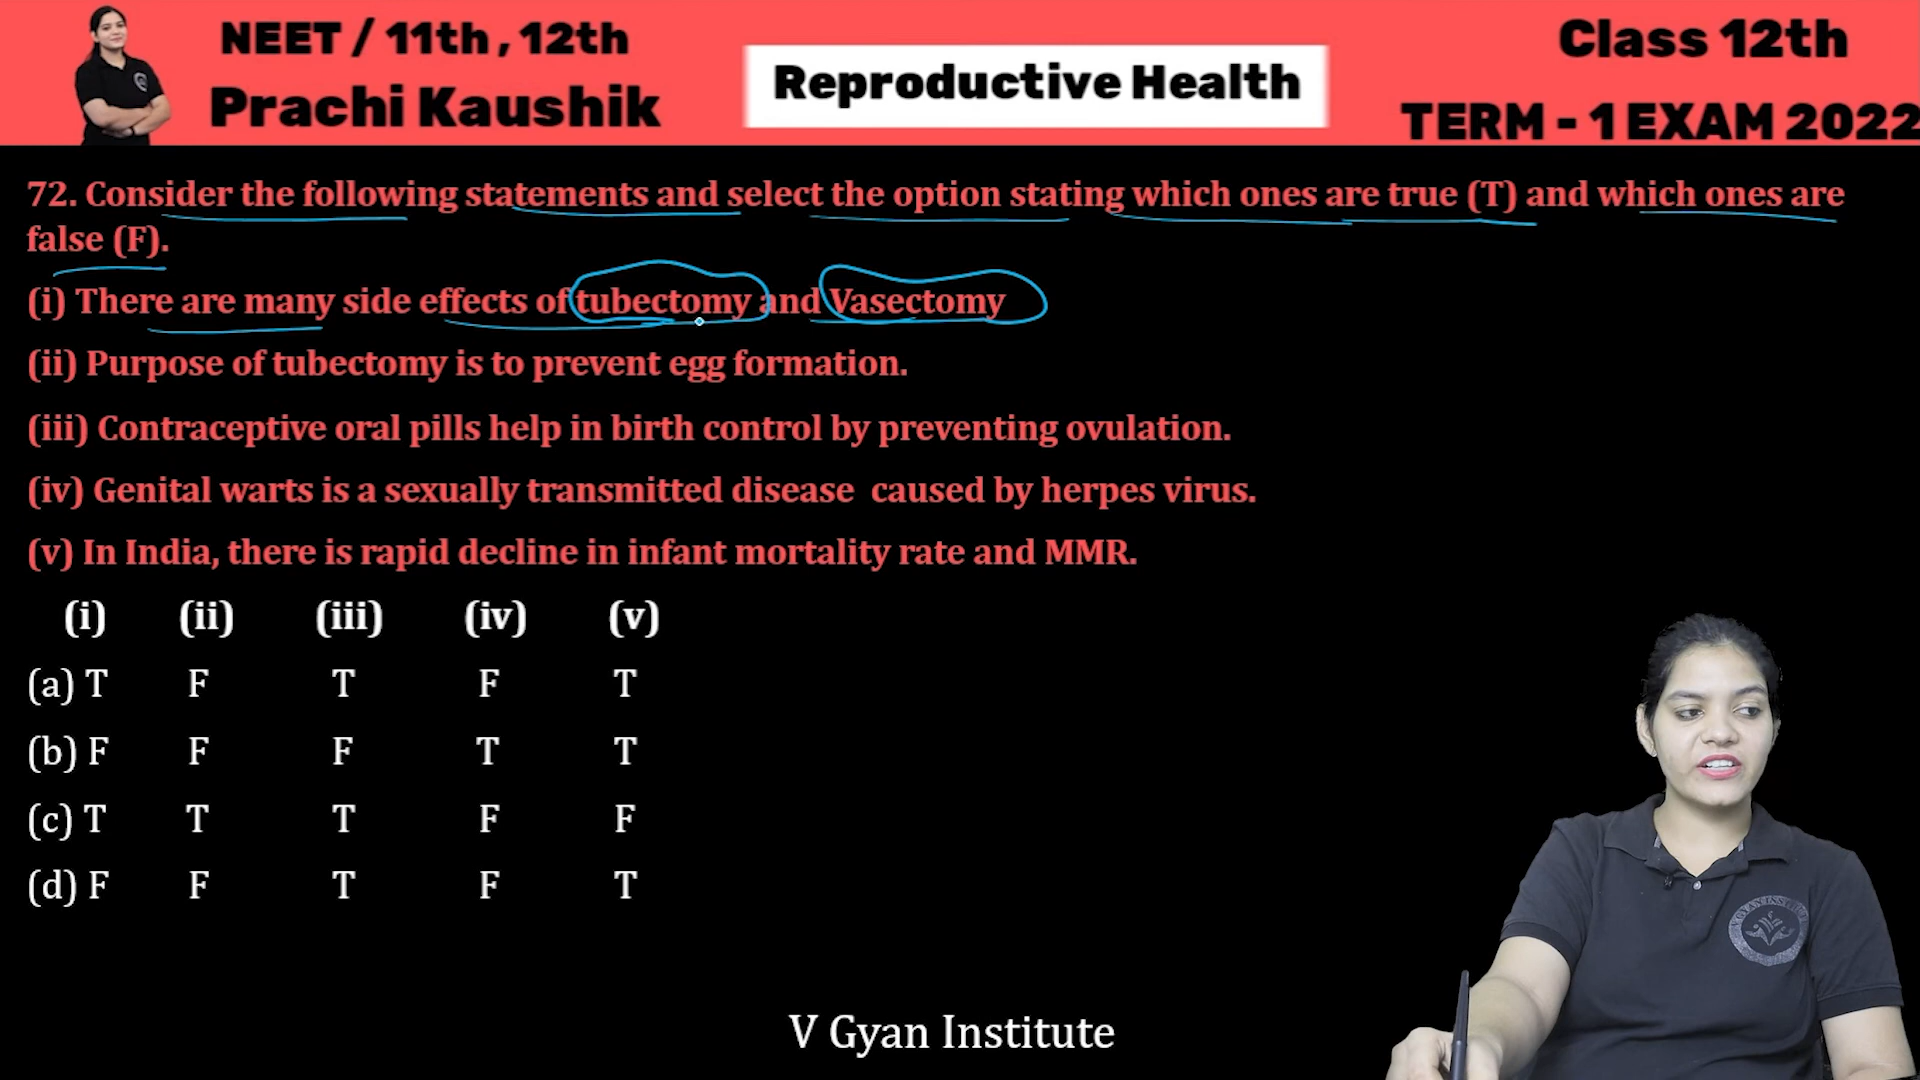 NEET / 11th , 12th
Prachi Kaushik
Reproductive Health
Class 12th
TERM - 1 EXAM 2022
72. Consider the following statements and select the option stating which ones are true (T) and which ones are
false (F).
(i) There are many side effects of tubectomy and Vasectomy
(ii) Purpose of tubectomy is to prevent egg formation.
(iii) Contraceptive oral pills help in birth control by preventing ovulation.
(iv) Genital warts is a sexually transmitted disease caused by herpes virus.
(v) In India, there is rapid decline in infant mortality rate and MMR.
(i) (ii) (iii) (iv) (v)
(a) T F T F T
(b) F F F T T
(c) T T T F F
(d) F F T F T
V Gyan Institute